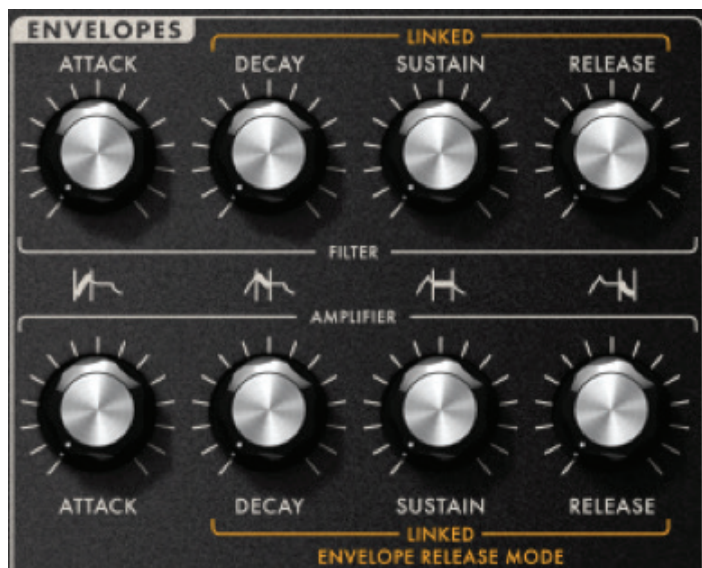 ENVELOPES
LINKED
ATTACK DECAY SUSTAIN RELEASE
FILTER
AMPLIFIER
ATTACK DECAY SUSTAIN RELEASE
LINKED
ENVELOPE RELEASE MODE